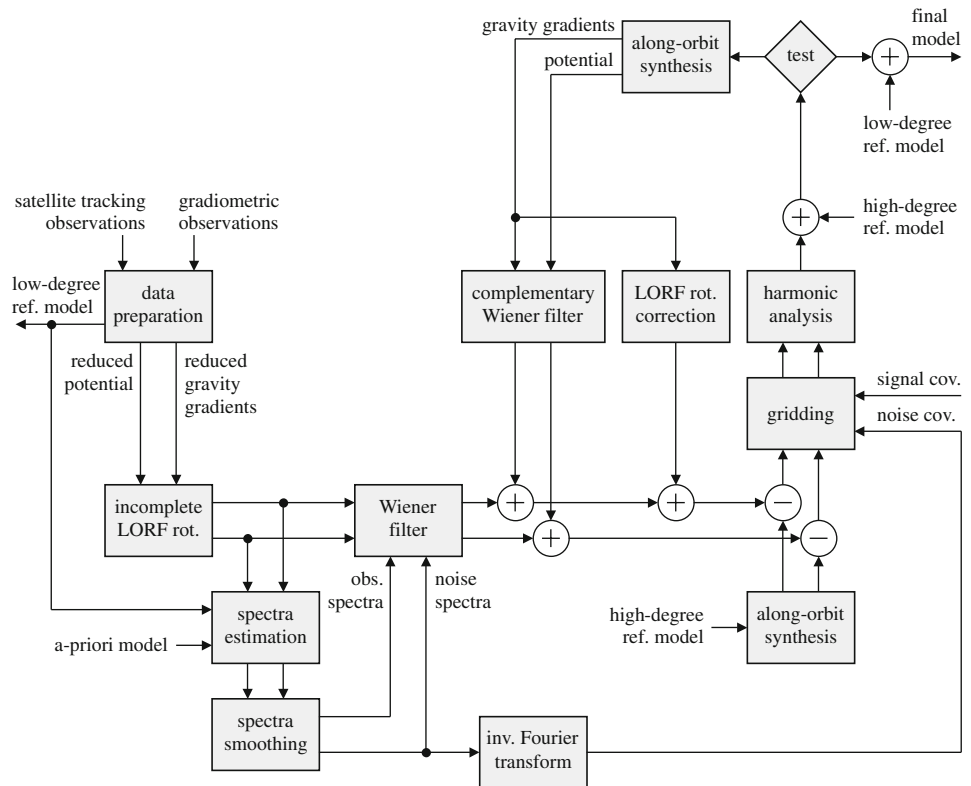 gravity gradients
potential
along-orbit
synthesis
test
+
final
model
low-degree
ref. model
satellite tracking
observations
gradiometric
observations
+
high-degree
ref. model
low-degree
ref. model
data
preparation
complementary
Wiener filter
LORF rot.
correction
harmonic
analysis
reduced
potential
reduced
gravity
gradients
gridding
signal cov.
noise cov.
incomplete
LORF rot.
Wiener
filter
+
+
−
+
−
obs.
spectra
noise
spectra
spectra
estimation
a-priori model
high-degree
ref. model
along-orbit
synthesis
spectra
smoothing
inv. Fourier
transform